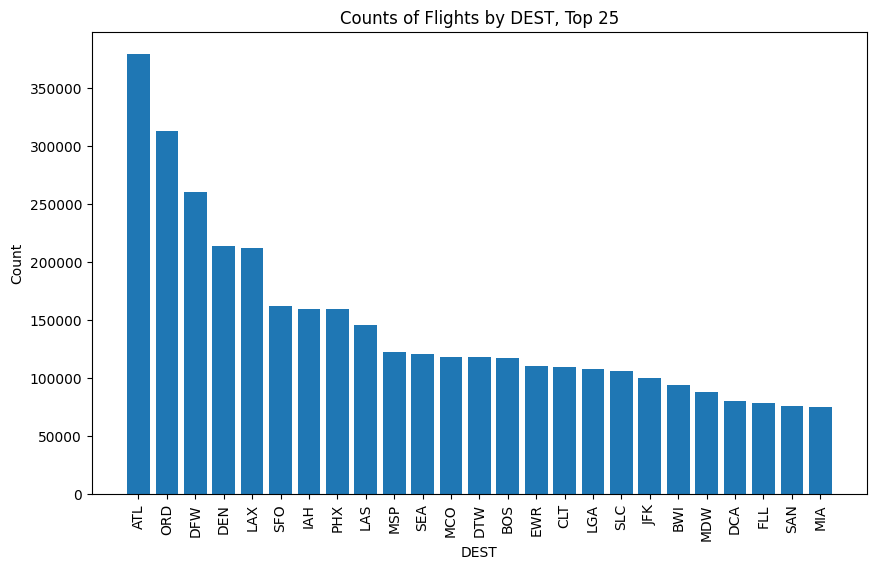 Counts of Flights by DEST, Top 25
Count
350000
300000
250000
200000
150000
100000
50000
0
ATL ORD DFW DEN LAX SFO IAH PHX LAS MSP SEA MCO DTW BOS EWR CLT LGA SLC JFK BWI MDW DCA FLL SAN MIA
DEST